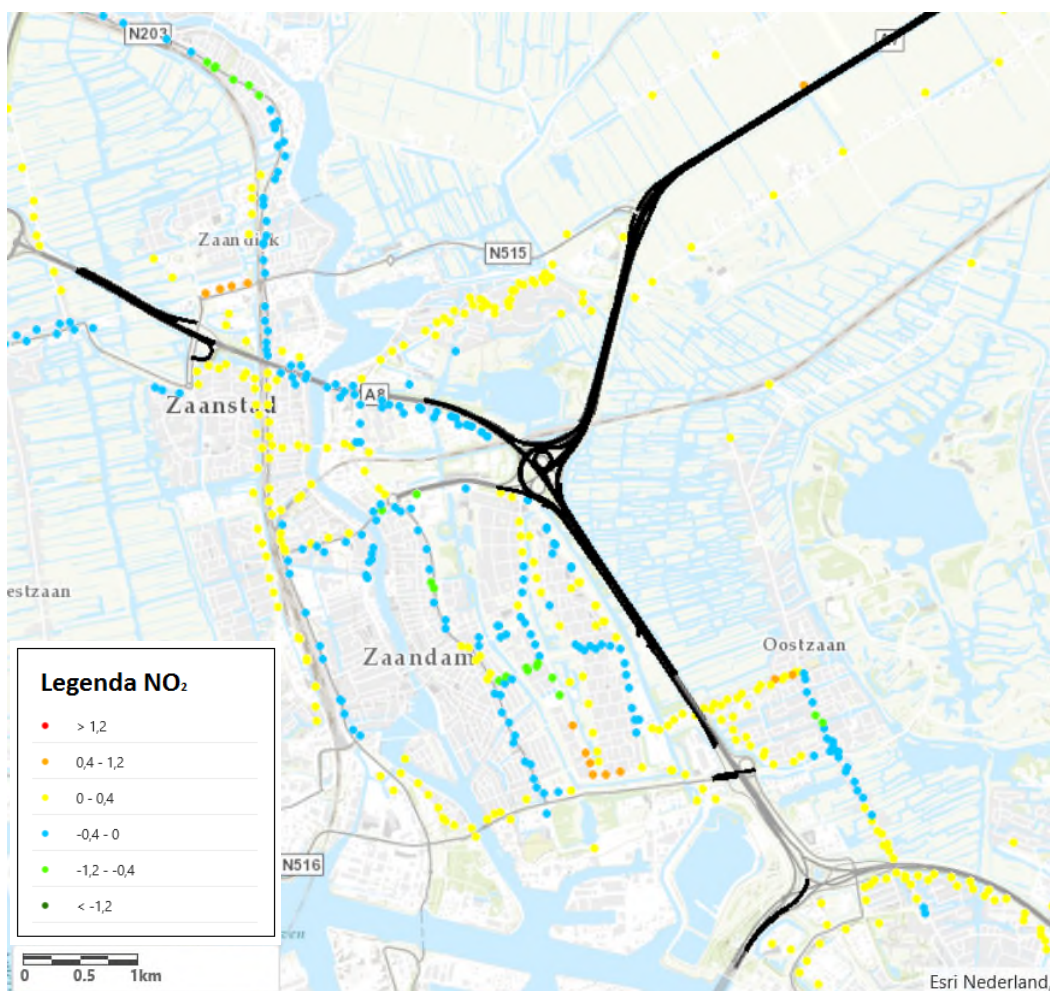 N203
Zaandijk
N515
Zaanstad
A8
estzaan
Oostzaan
Zaandam
Legenda NO₂
> 1,2
0,4 - 1,2
0 - 0,4
-0,4 - 0
-1,2 - -0,4
< -1,2
N516
0 0.5 1km
Esri Nederland,